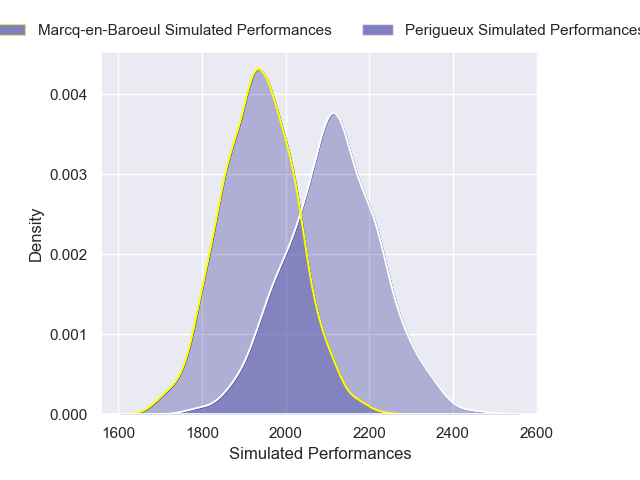 Marcq-en-Baroeul Simulated Performances Perigueux Simulated Performances
0.004
0.003
0.002
0.001
0.000
Density
1600 1800 2000 2200 2400 2600
Simulated Performances